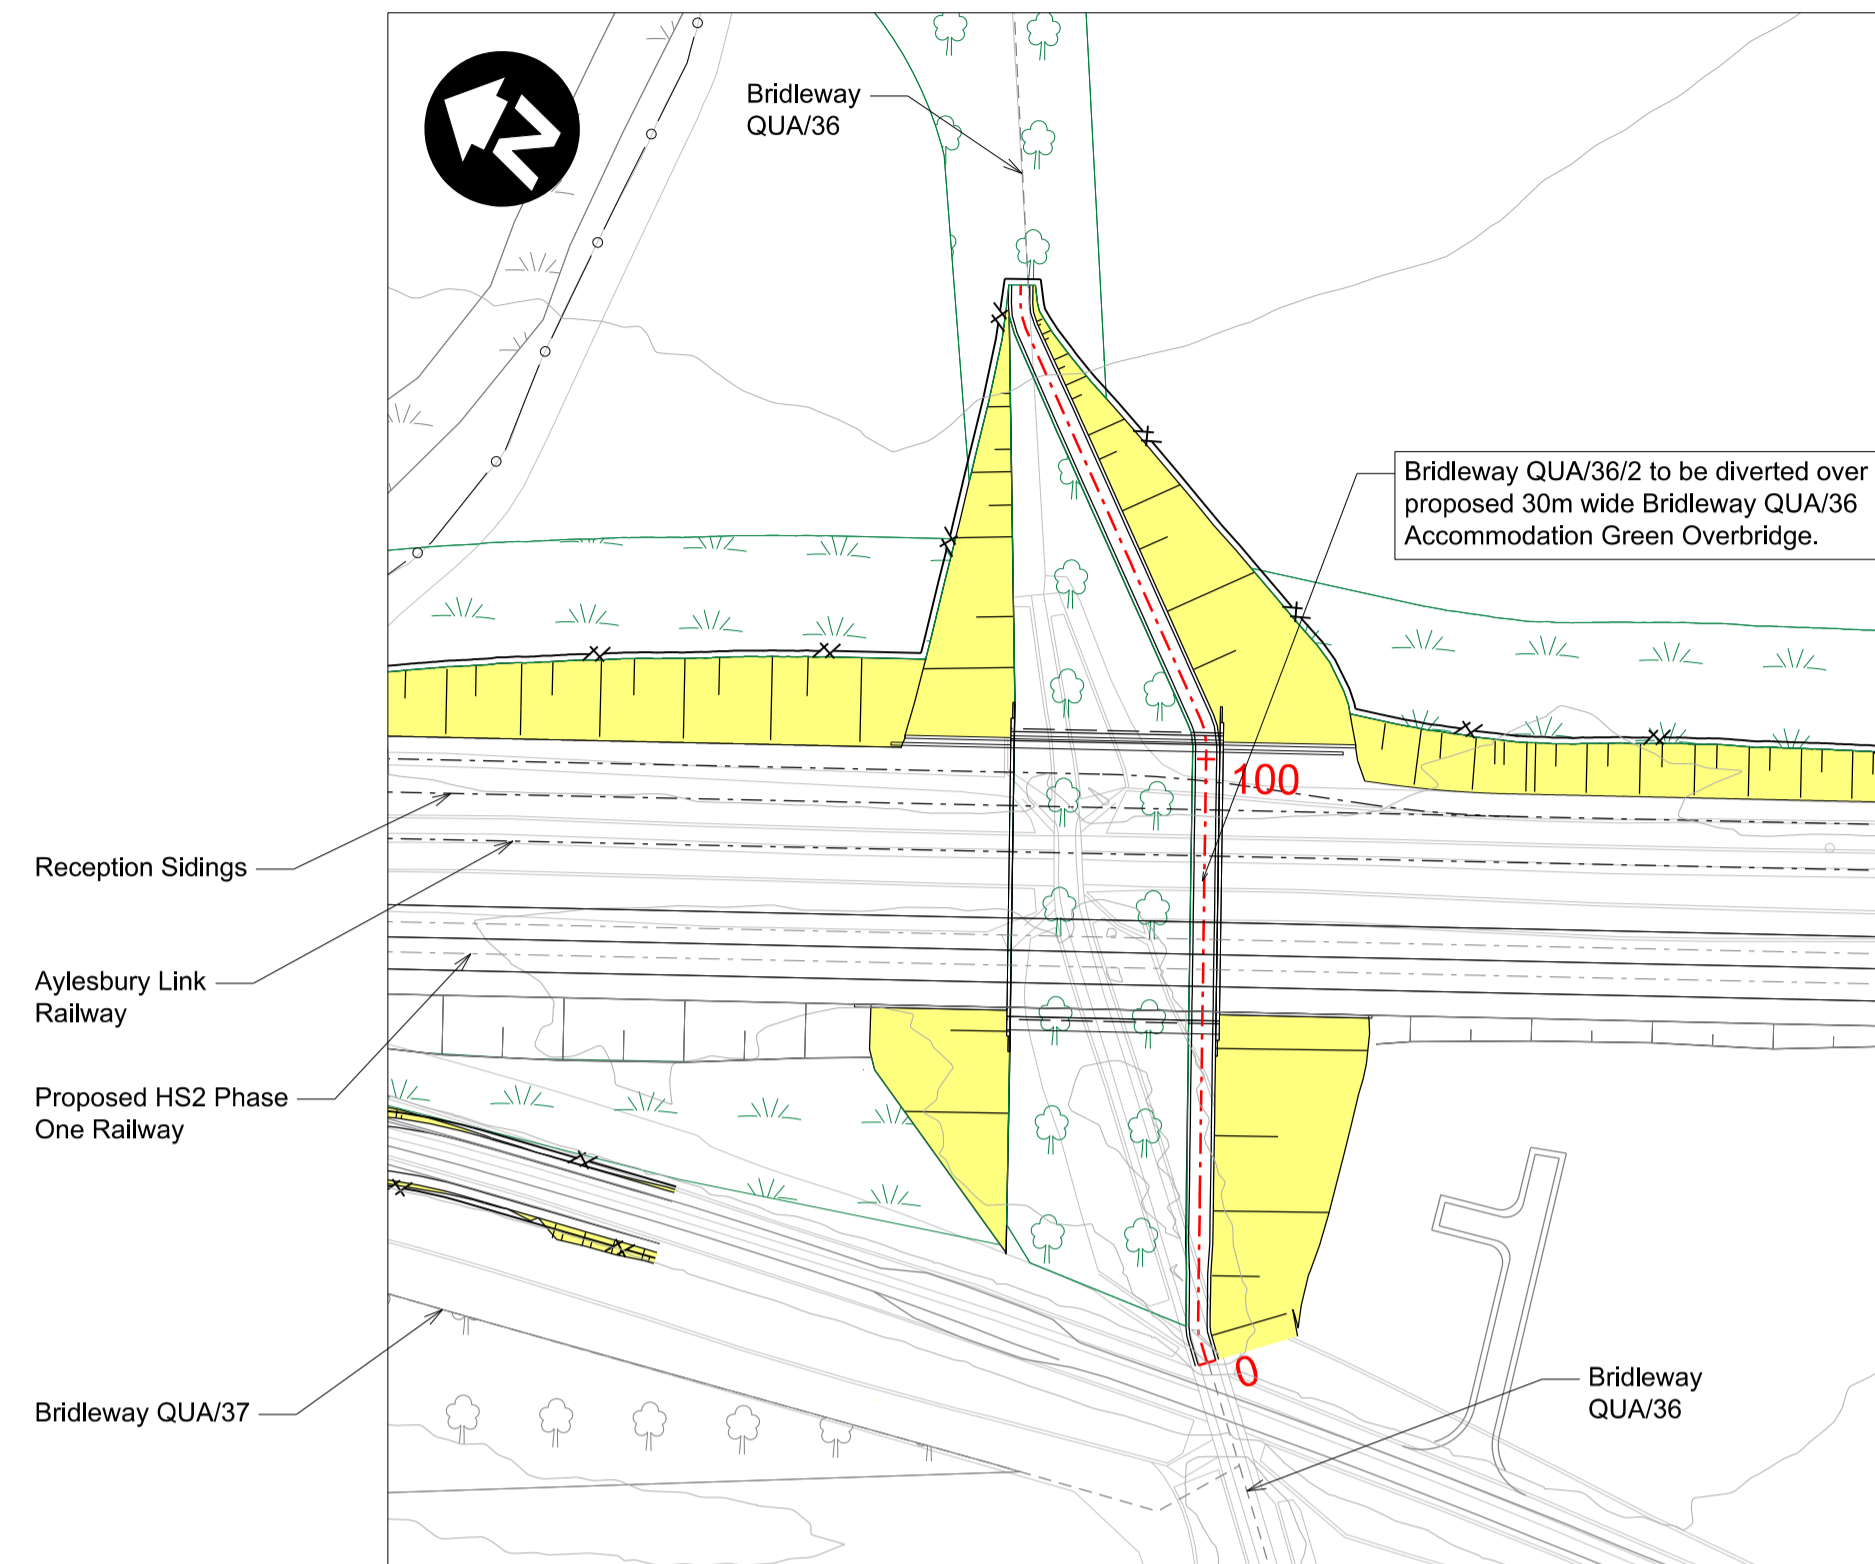 N
Bridleway
QUA/36
Bridleway QUA/36/2 to be diverted over
proposed 30m wide Bridleway QUA/36
Accommodation Green Overbridge.
100
Reception Sidings
Aylesbury Link
Railway
Proposed HS2 Phase
One Railway
0
Bridleway
QUA/36
Bridleway QUA/37